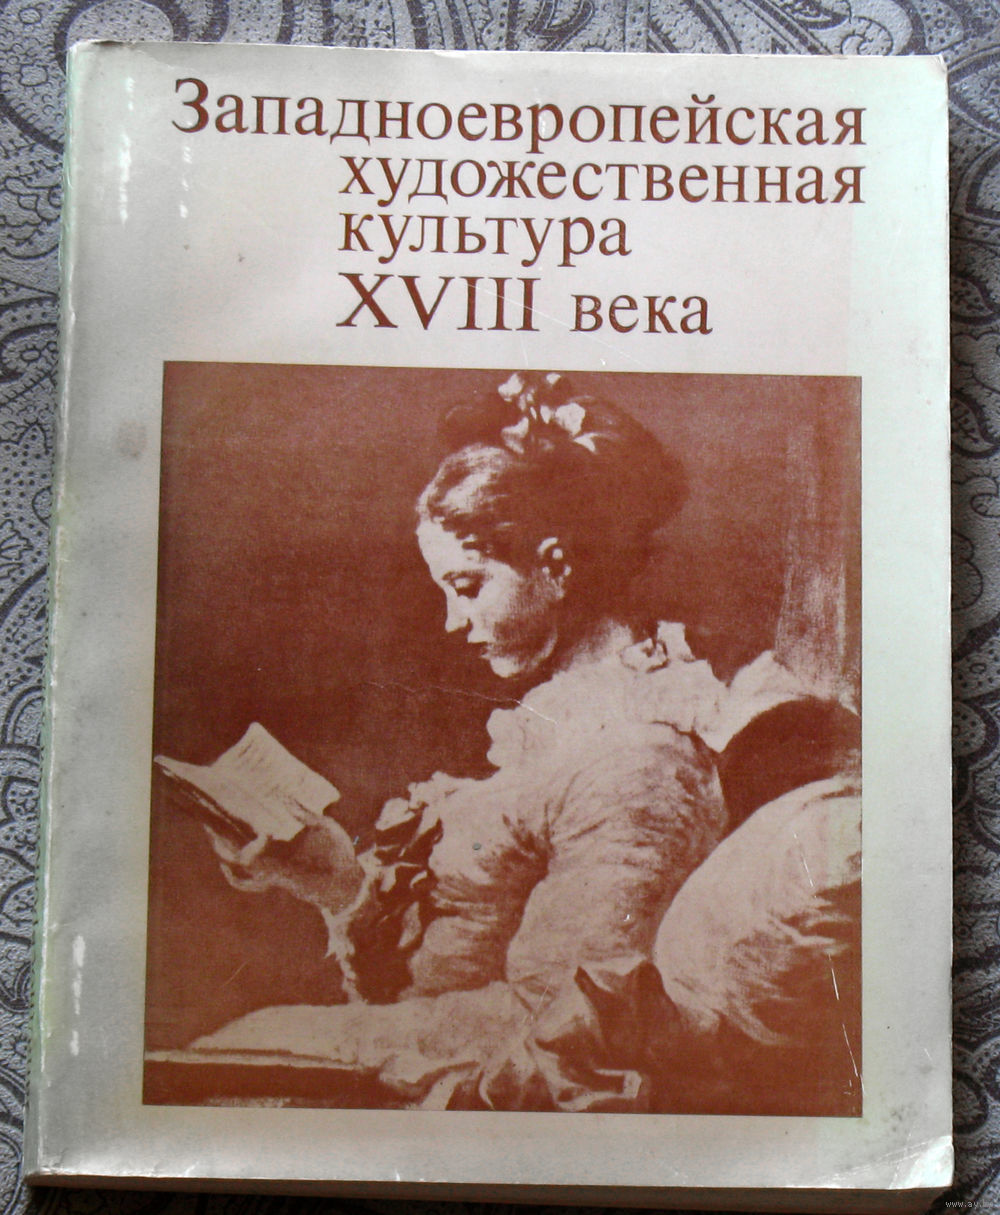 Западноевропейская
художественная
культура
XVIII века